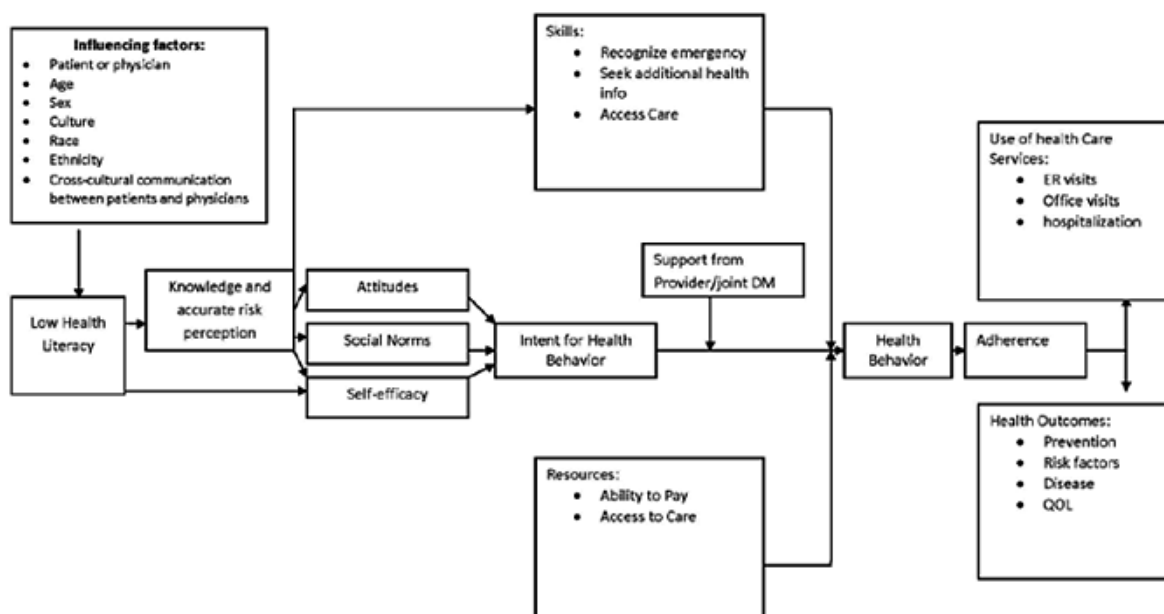 Influencing factors:
• Patient or physician
• Age
• Sex
• Culture
• Race
• Ethnicity
• Cross-cultural communication
between patients and physicians
Skills:
• Recognize emergency
• Seek additional health
info
• Access Care
Use of health Care
Services:
• ER visits
• Office visits
• hospitalization
Support from
Provider/joint DM
Low Health
Literacy
Knowledge and
accurate risk
perception
Attitudes
Social Norms
Self-efficacy
Intent for Health
Behavior
Health
Behavior
Adherence
Resources:
• Ability to Pay
• Access to Care
Health Outcomes:
• Prevention
• Risk factors
• Disease
• QOL